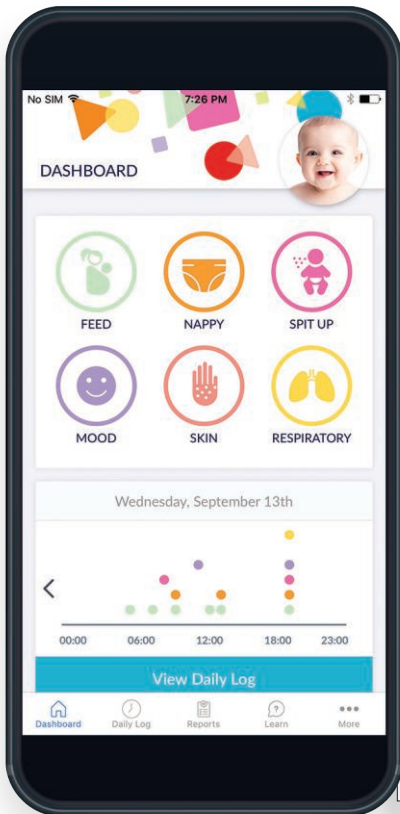 No SIM 7:26 PM
DASHBOARD
FEED NAPPY SPIT UP
MOOD SKIN RESPIRATORY
Wednesday, September 13th
00:00 06:00 12:00 18:00 23:00
View Daily Log
Dashboard Daily Log Reports Learn More